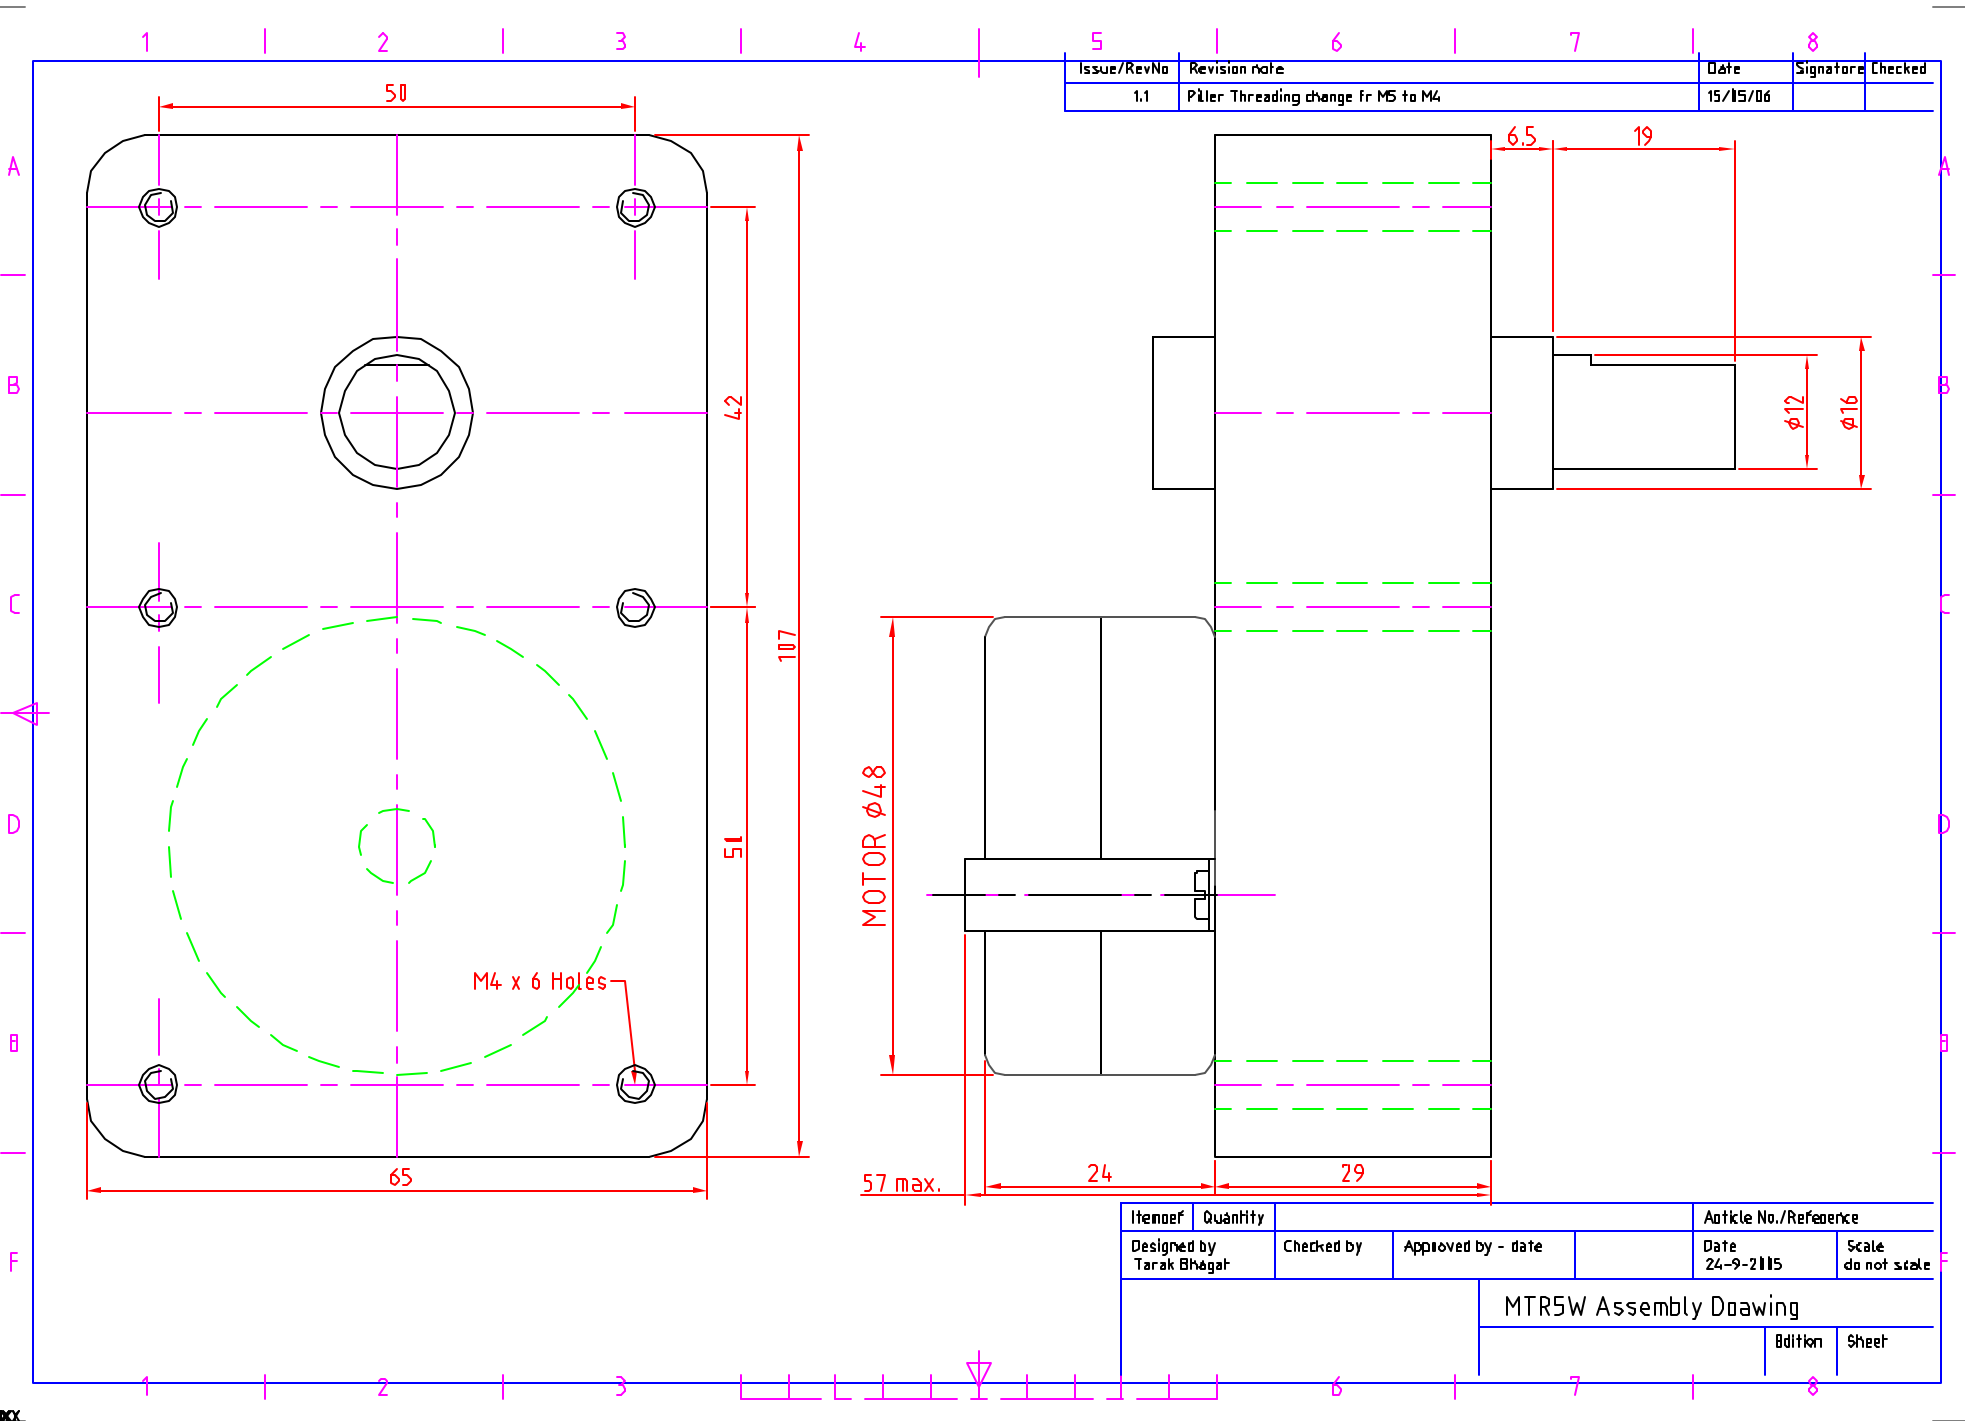 1 2 3 4 5 6 7 8
Issue/RevNo Revision note Date Signatore Checked
1.1 Piller Threading change fr M5 to M4 15/05/06
50
6.5 19
A A
B B
42
ϕ12 ϕ16
C C
107
MOTOR ϕ48
D D
51
M4 x 6 Holes
65
57 max. 24 29
F F
Quantity Article No./Reference
Designed by Checked by Approved by - date Date Scale
Tarak Bhagat 24-9-2005 do not scale
MTR5W Assembly Doawing
Edition Sheet
1 2 3 6 7 8